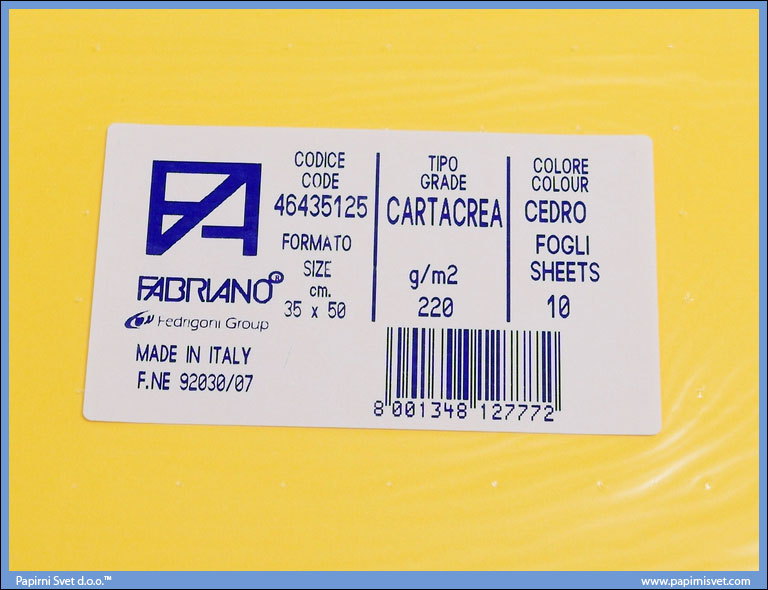 FABRIANO®
Fedrigoni Group
MADE IN ITALY
F.NE 92030/07
CODICE
CODE
46435125
FORMATO
SIZE
cm.
35 x 50
TIPO
GRADE
CARTACREA
g/m2
220
COLORE
COLOUR
CEDRO
FOGLI
SHEETS
10
8 001348 127772
Papirni Svet d.o.o.™
www.papirnisvet.com